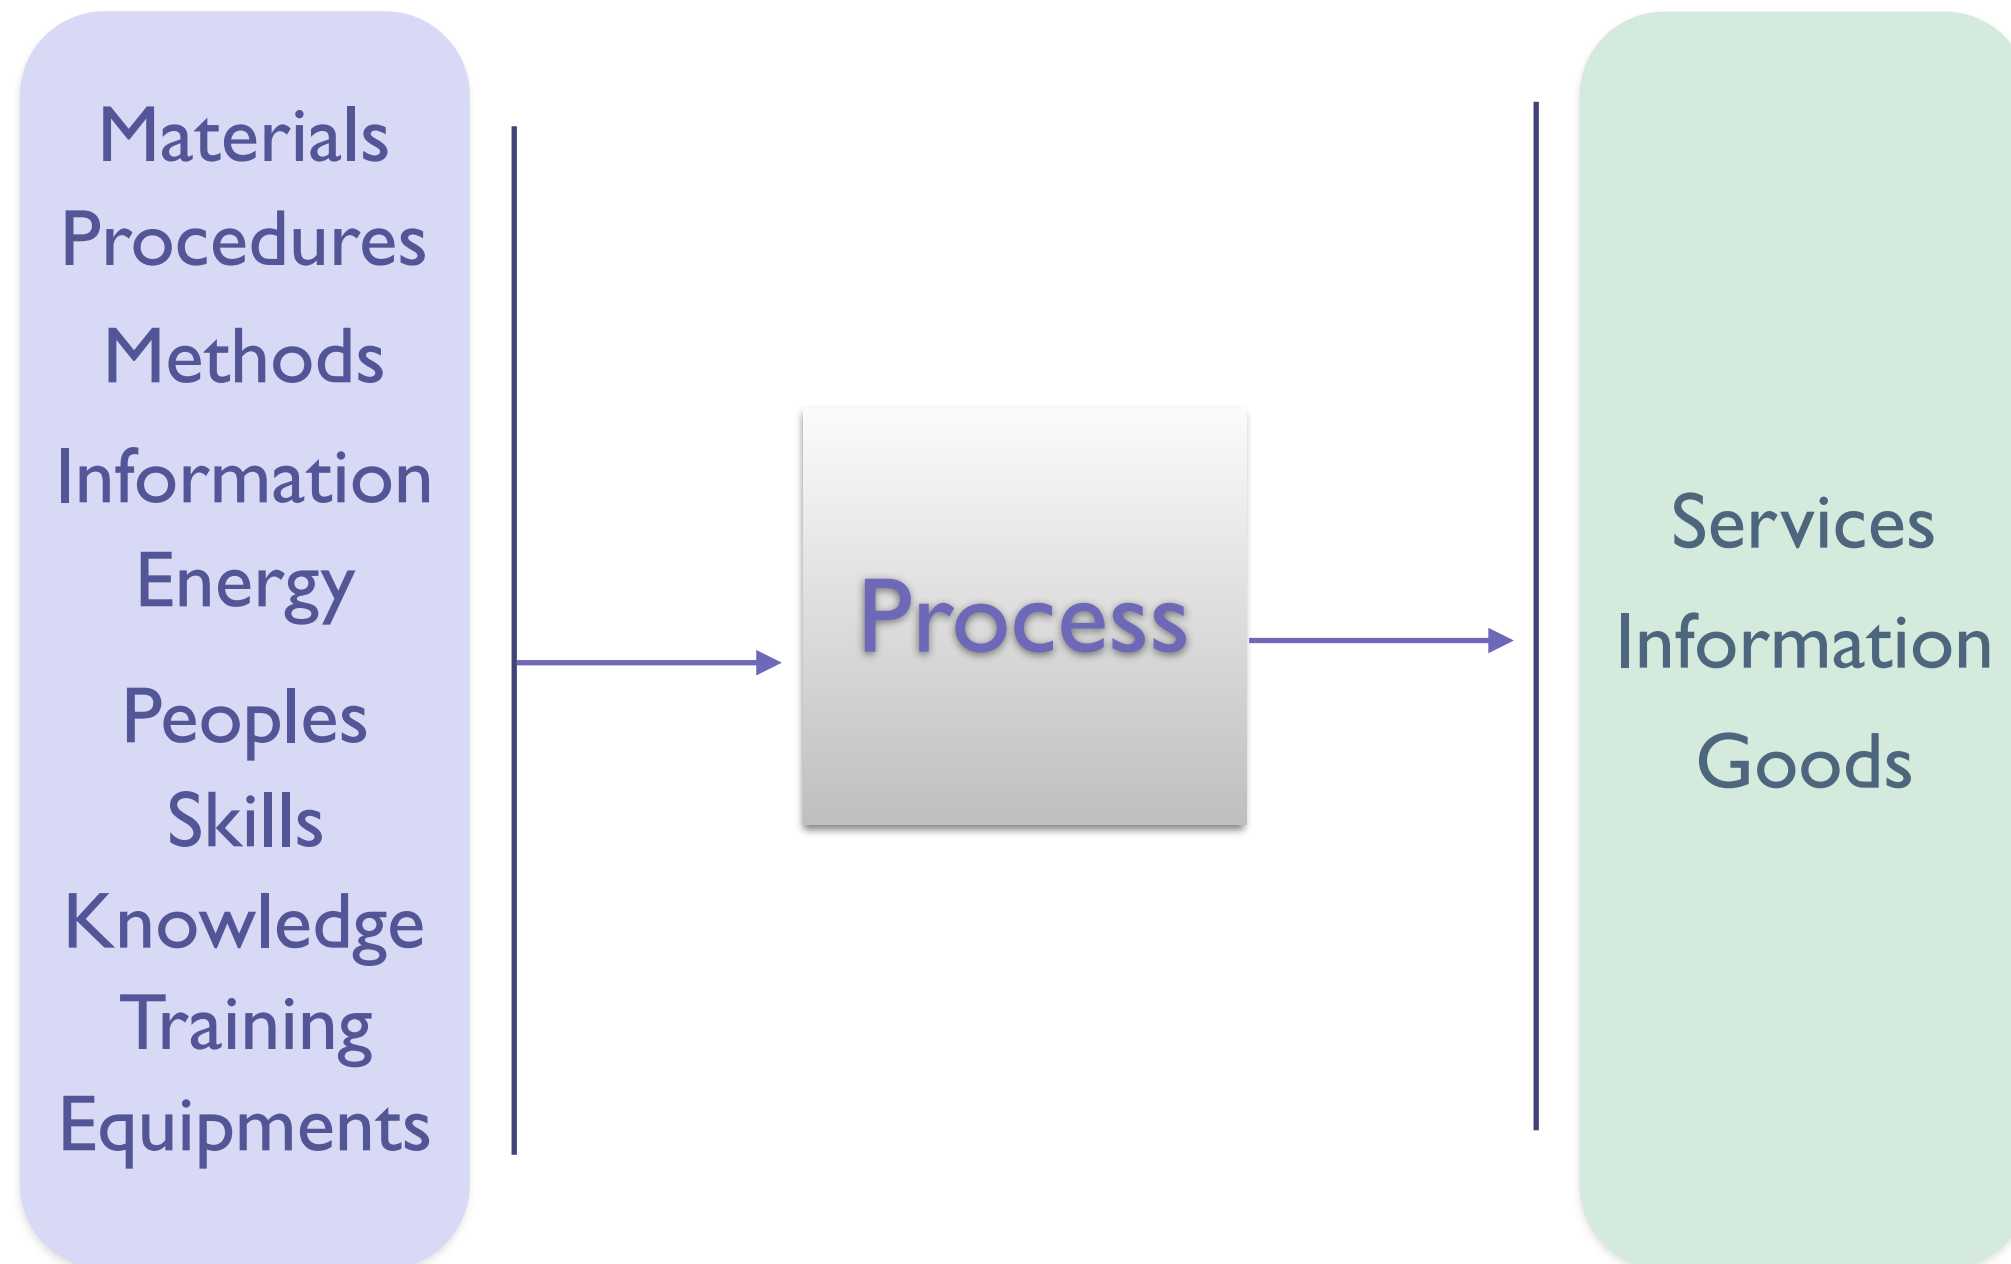 Materials
Procedures
Methods
Information
Energy
Peoples
Skills
Knowledge
Training
Equipments
Process
Services
Information
Goods